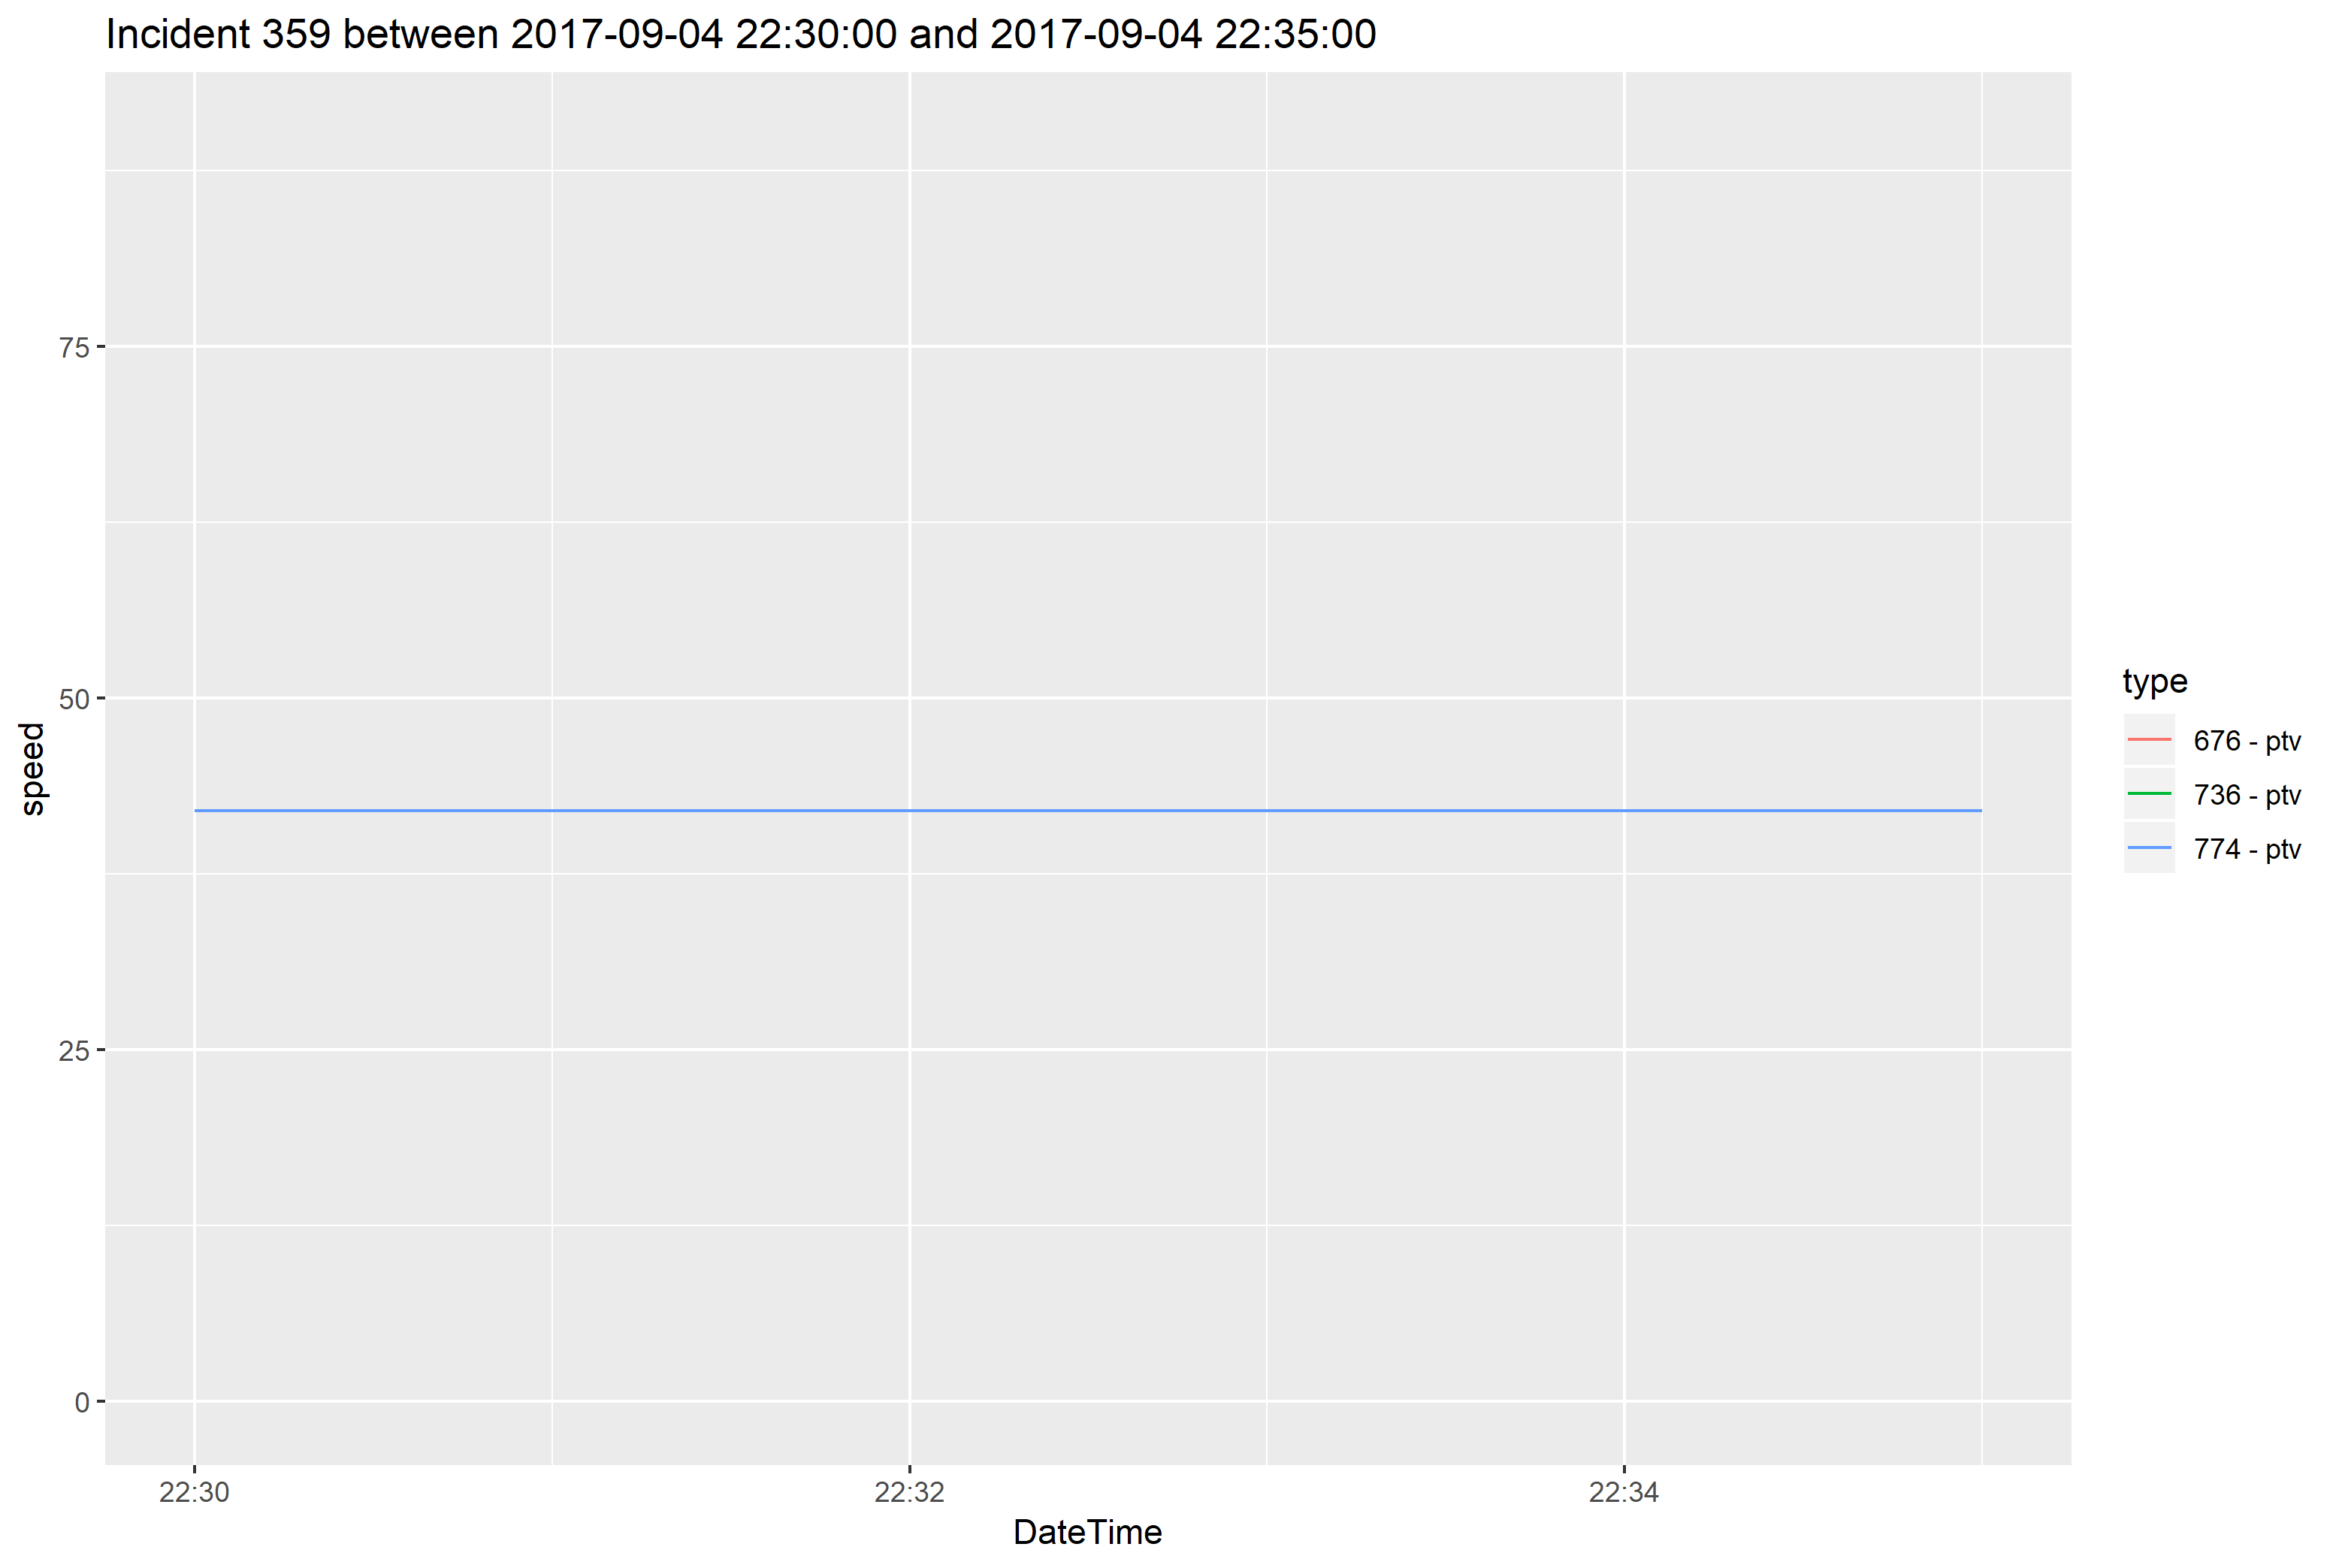 Incident 359 between 2017-09-04 22:30:00 and 2017-09-04 22:35:00
75
50
25
0
speed
22:30
22:32
22:34
DateTime
type
676 - ptv
736 - ptv
774 - ptv